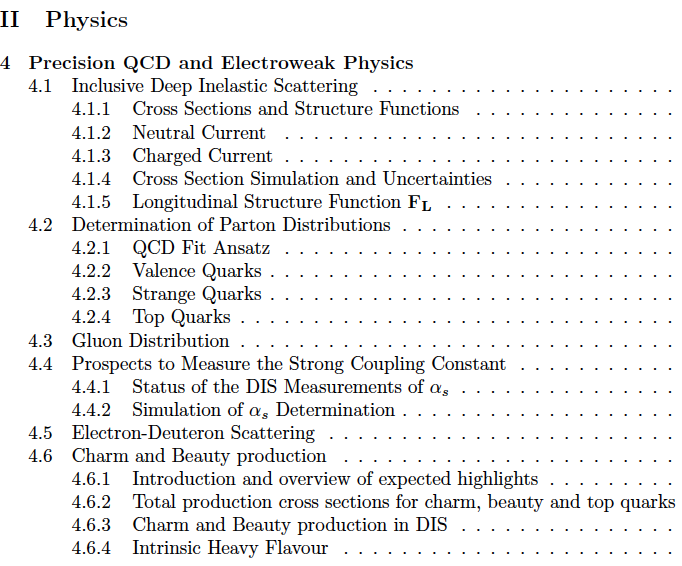 II Physics
4 Precision QCD and Electroweak Physics
4.1 Inclusive Deep Inelastic Scattering . . . . . . . . . . . . . . . . . . . . .
4.1.1 Cross Sections and Structure Functions . . . . . . . . . . . . . .
4.1.2 Neutral Current . . . . . . . . . . . . . . . . . . . . . . . . . . .
4.1.3 Charged Current . . . . . . . . . . . . . . . . . . . . . . . . . . .
4.1.4 Cross Section Simulation and Uncertainties . . . . . . . . . . . .
4.1.5 Longitudinal Structure Function F_L . . . . . . . . . . . . . . . .
4.2 Determination of Parton Distributions . . . . . . . . . . . . . . . . . . .
4.2.1 QCD Fit Ansatz . . . . . . . . . . . . . . . . . . . . . . . . . . .
4.2.2 Valence Quarks . . . . . . . . . . . . . . . . . . . . . . . . . . . .
4.2.3 Strange Quarks . . . . . . . . . . . . . . . . . . . . . . . . . . . .
4.2.4 Top Quarks . . . . . . . . . . . . . . . . . . . . . . . . . . . . . .
4.3 Gluon Distribution . . . . . . . . . . . . . . . . . . . . . . . . . . . . . .
4.4 Prospects to Measure the Strong Coupling Constant . . . . . . . . . . .
4.4.1 Status of the DIS Measurements of α_s . . . . . . . . . . . . . . .
4.4.2 Simulation of α_s Determination . . . . . . . . . . . . . . . . . . .
4.5 Electron-Deuteron Scattering . . . . . . . . . . . . . . . . . . . . . . . .
4.6 Charm and Beauty production . . . . . . . . . . . . . . . . . . . . . . .
4.6.1 Introduction and overview of expected highlights . . . . . . . . .
4.6.2 Total production cross sections for charm, beauty and top quarks
4.6.3 Charm and Beauty production in DIS . . . . . . . . . . . . . . .
4.6.4 Intrinsic Heavy Flavour . . . . . . . . . . . . . . . . . . . . . . .